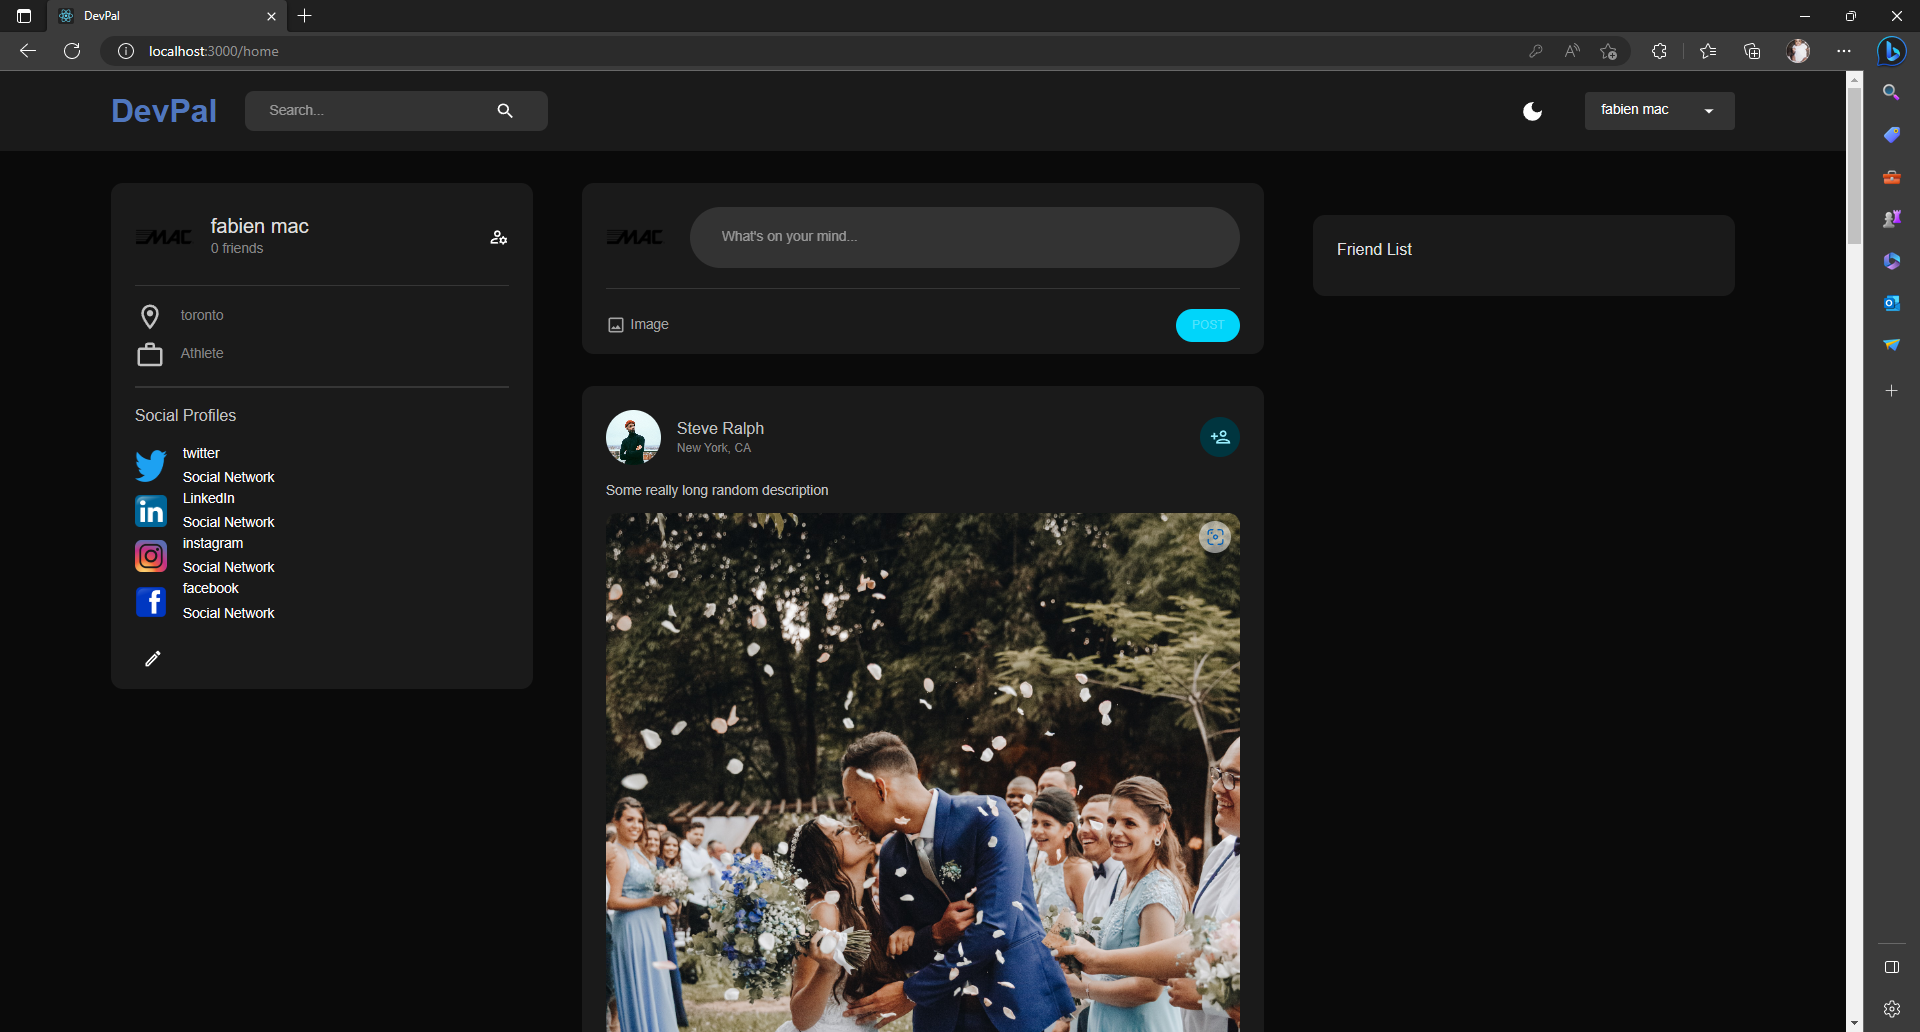 DevPal
localhost:3000/home
DevPal
Search...
fabien mac
MAC
fabien mac
0 friends
toronto
Athlete
Social Profiles
twitter
Social Network
LinkedIn
Social Network
instagram
Social Network
facebook
Social Network
MAC
What's on your mind...
Image
POST
Steve Ralph
New York, CA
Some really long random description
Friend List